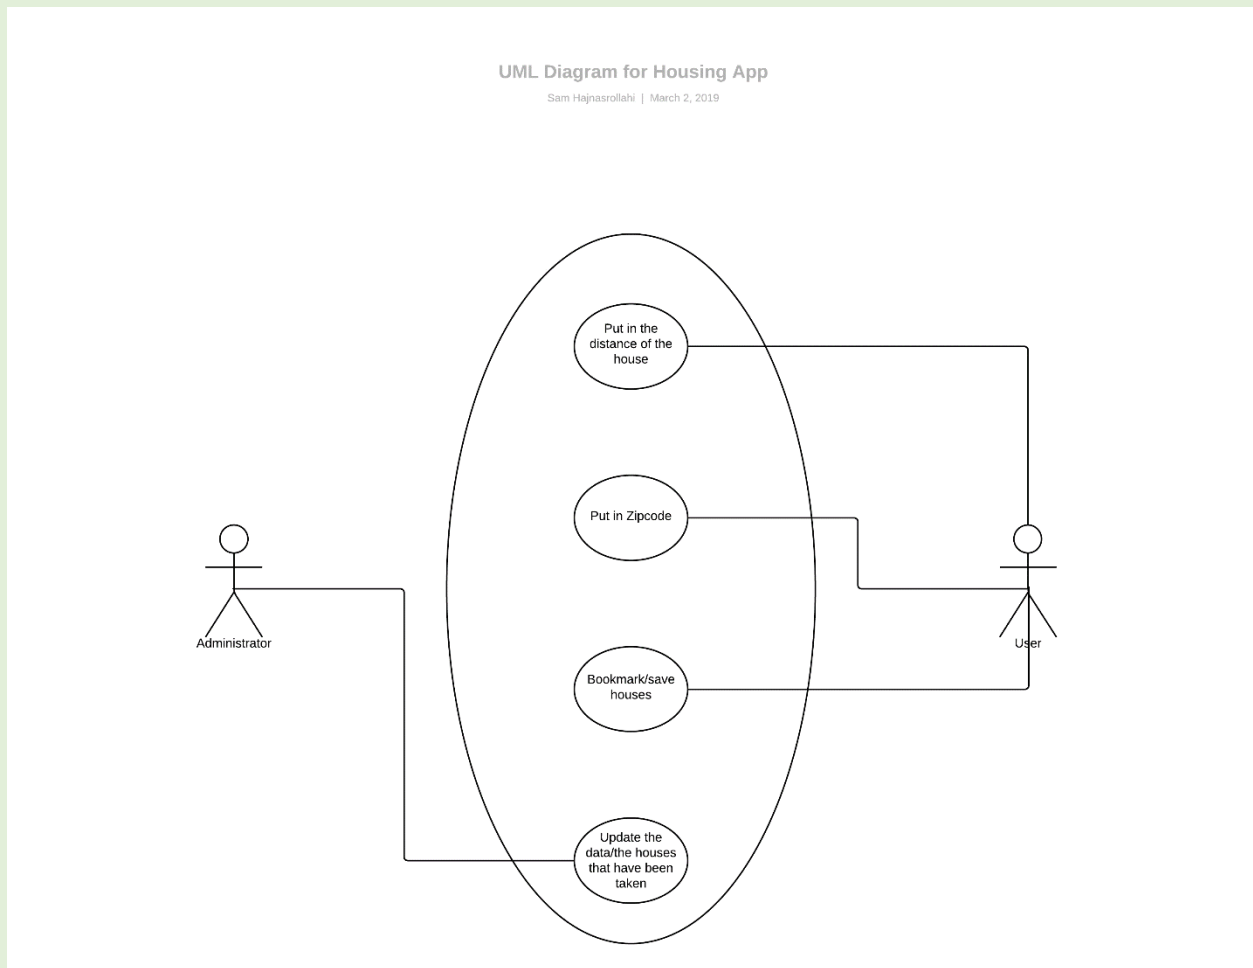 UML Diagram for Housing App
Sam Hajnasrollahi | March 2, 2019
Put in the
distance of the
house
Put in Zipcode
Administrator
User
Bookmark/save
houses
Update the
data/the houses
that have been
taken